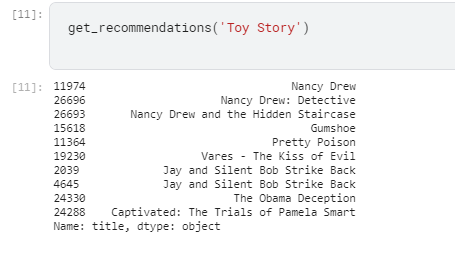 [11]: get_recommendations('Toy Story')
[11]: 11974 Nancy Drew
26696 Nancy Drew: Detective
26693 Nancy Drew and the Hidden Staircase
15618 Gumshoe
11364 Pretty Poison
19230 Vares - The Kiss of Evil
2039 Jay and Silent Bob Strike Back
4645 Jay and Silent Bob Strike Back
24330 The Obama Deception
24288 Captivated: The Trials of Pamela Smart
Name: title, dtype: object